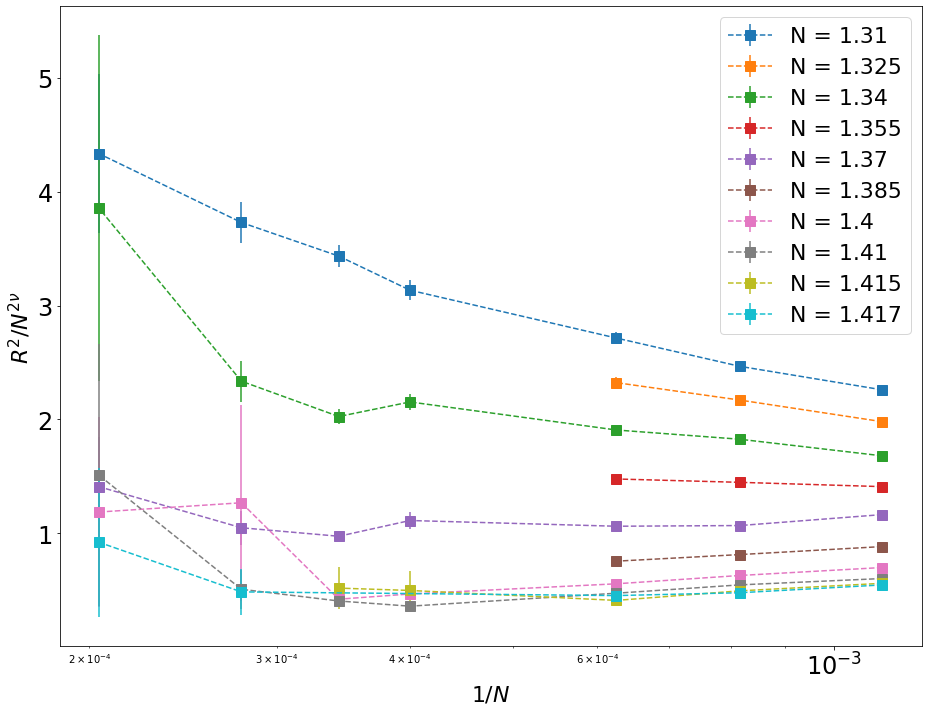 5
4
3
2
1
R²/N²ᵛ
2 × 10⁻⁴
3 × 10⁻⁴
4 × 10⁻⁴
6 × 10⁻⁴
10⁻³
1/N
N = 1.31
N = 1.325
N = 1.34
N = 1.355
N = 1.37
N = 1.385
N = 1.4
N = 1.41
N = 1.415
N = 1.417